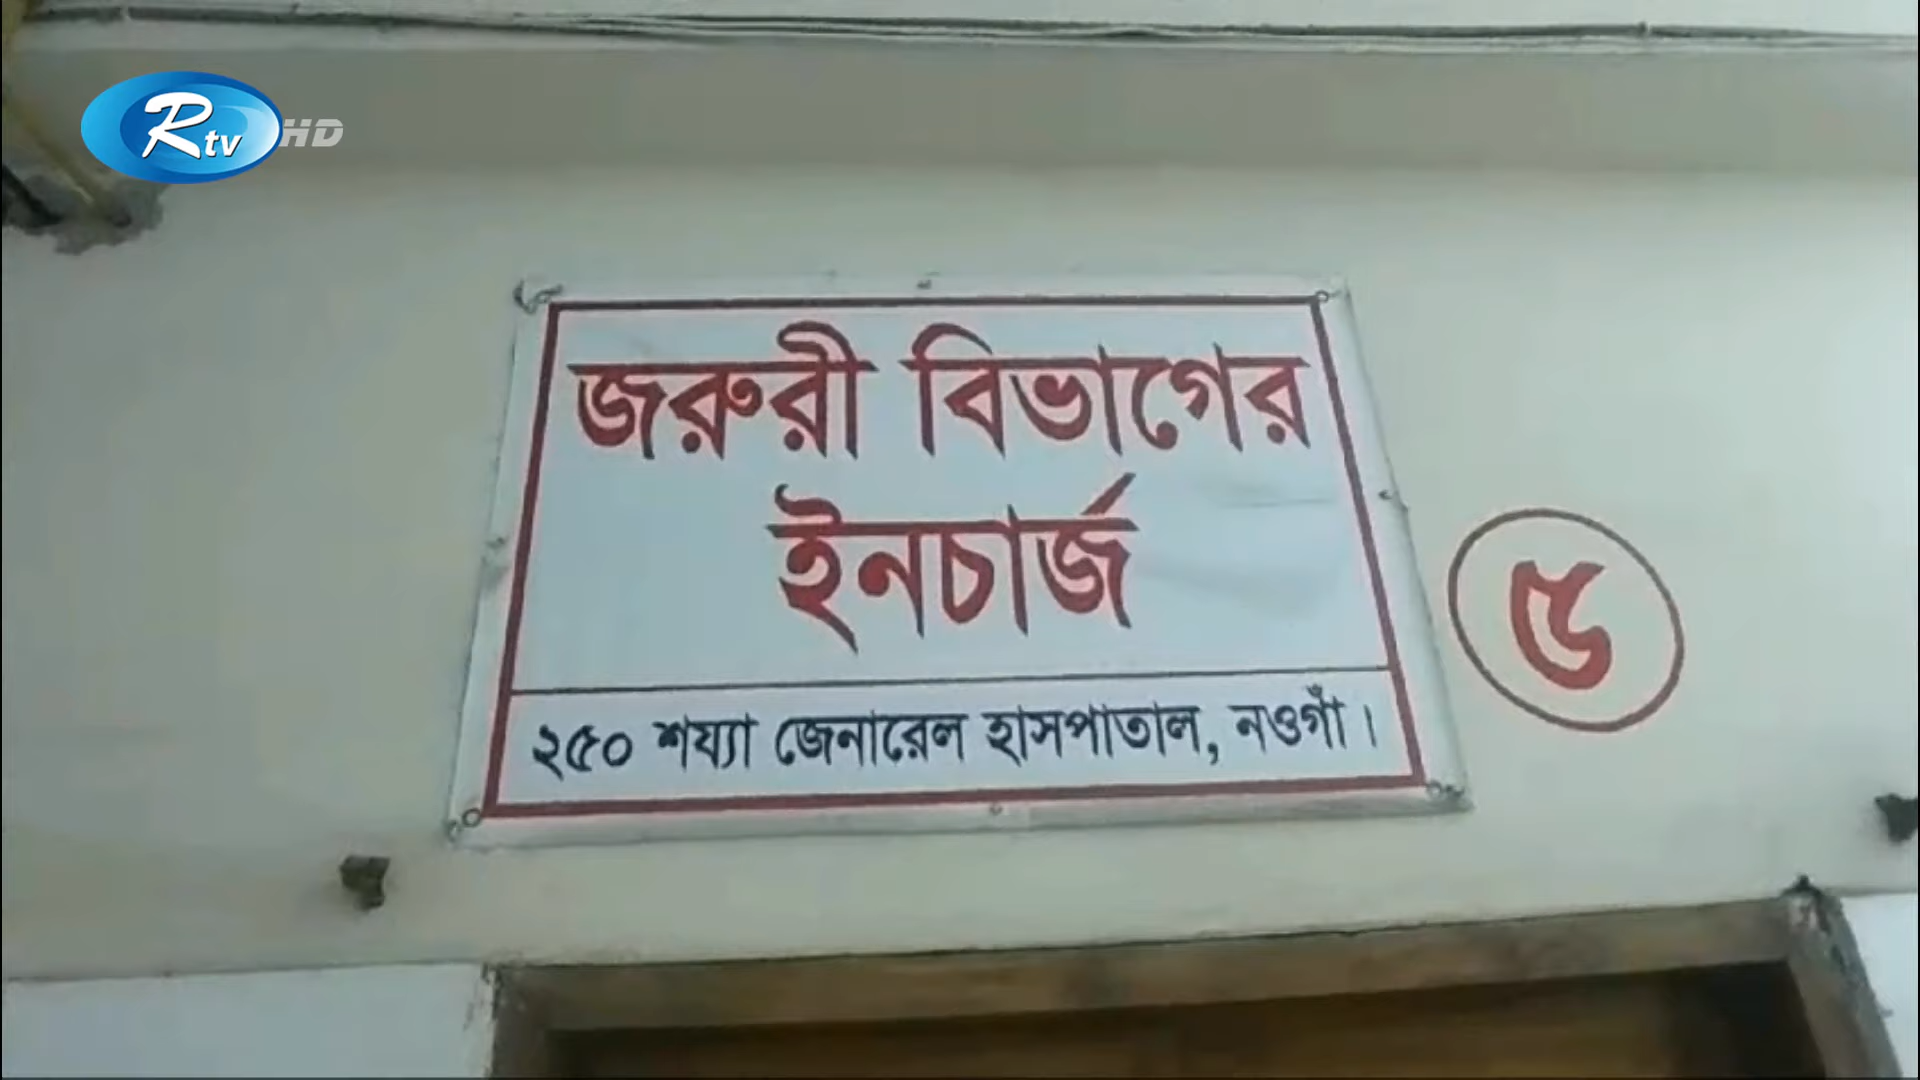 Rtv HD
জরুরী বিভাগের
ইনচার্জ
৫
২৫০ শয্যা জেনারেল হাসপাতাল, নওগাঁ।